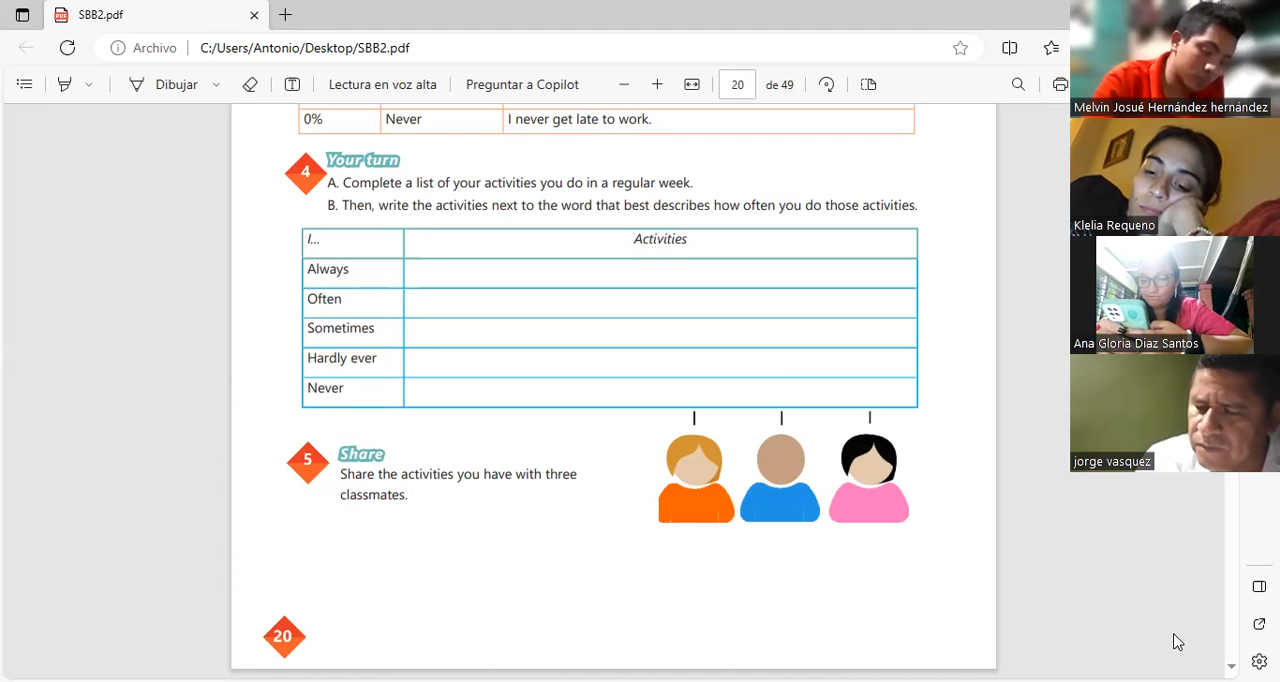 SBB2.pdf
Archivo
C:/Users/Antonio/Desktop/SBB2.pdf
Dibujar
Lectura en voz alta
Preguntar a Copilot
20
de 49
0% Never I never get late to work.
4 Your turn
A. Complete a list of your activities you do in a regular week.
B. Then, write the activities next to the word that best describes how often you do those activities.
I... Activities
Always
Often
Sometimes
Hardly ever
Never
5 Share
Share the activities you have with three
classmates.
20
Melvin Josué Hernández hernández
Klelia Requeno
Ana Gloria Diaz Santos
jorge vasquez